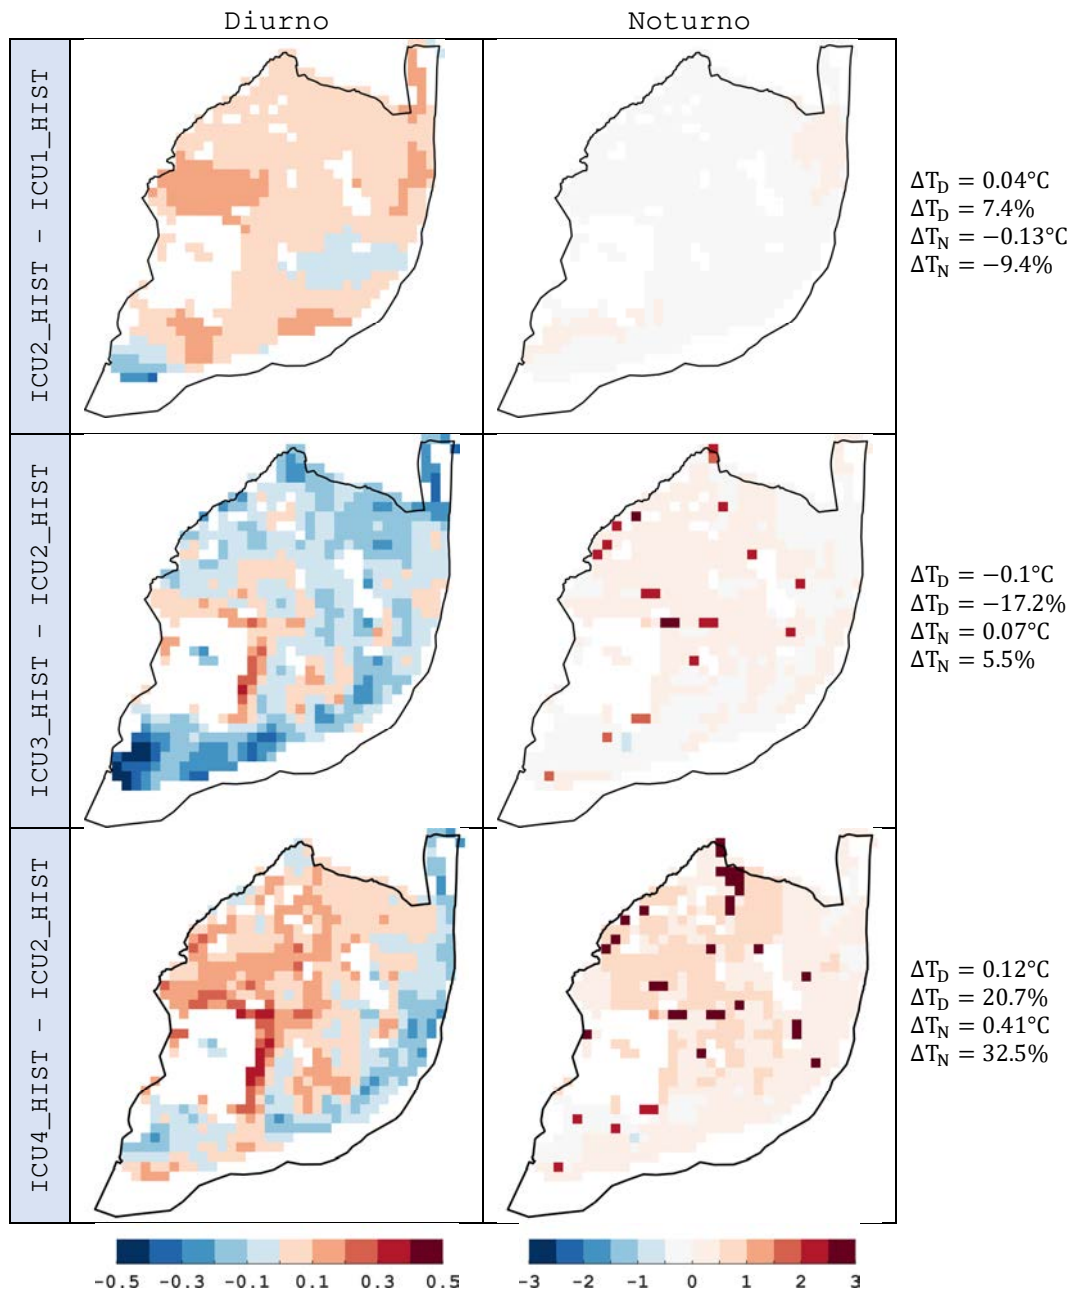 Diurno
Noturno
ICU2_HIST - ICU1_HIST
ΔT_D = 0.04°C
ΔT_D = 7.4%
ΔT_N = −0.13°C
ΔT_N = −9.4%
ICU3_HIST - ICU2_HIST
ΔT_D = −0.1°C
ΔT_D = −17.2%
ΔT_N = 0.07°C
ΔT_N = 5.5%
ICU4_HIST - ICU2_HIST
ΔT_D = 0.12°C
ΔT_D = 20.7%
ΔT_N = 0.41°C
ΔT_N = 32.5%
-0.5 -0.3 -0.1 0.1 0.3 0.5
-3 -2 -1 0 1 2 3